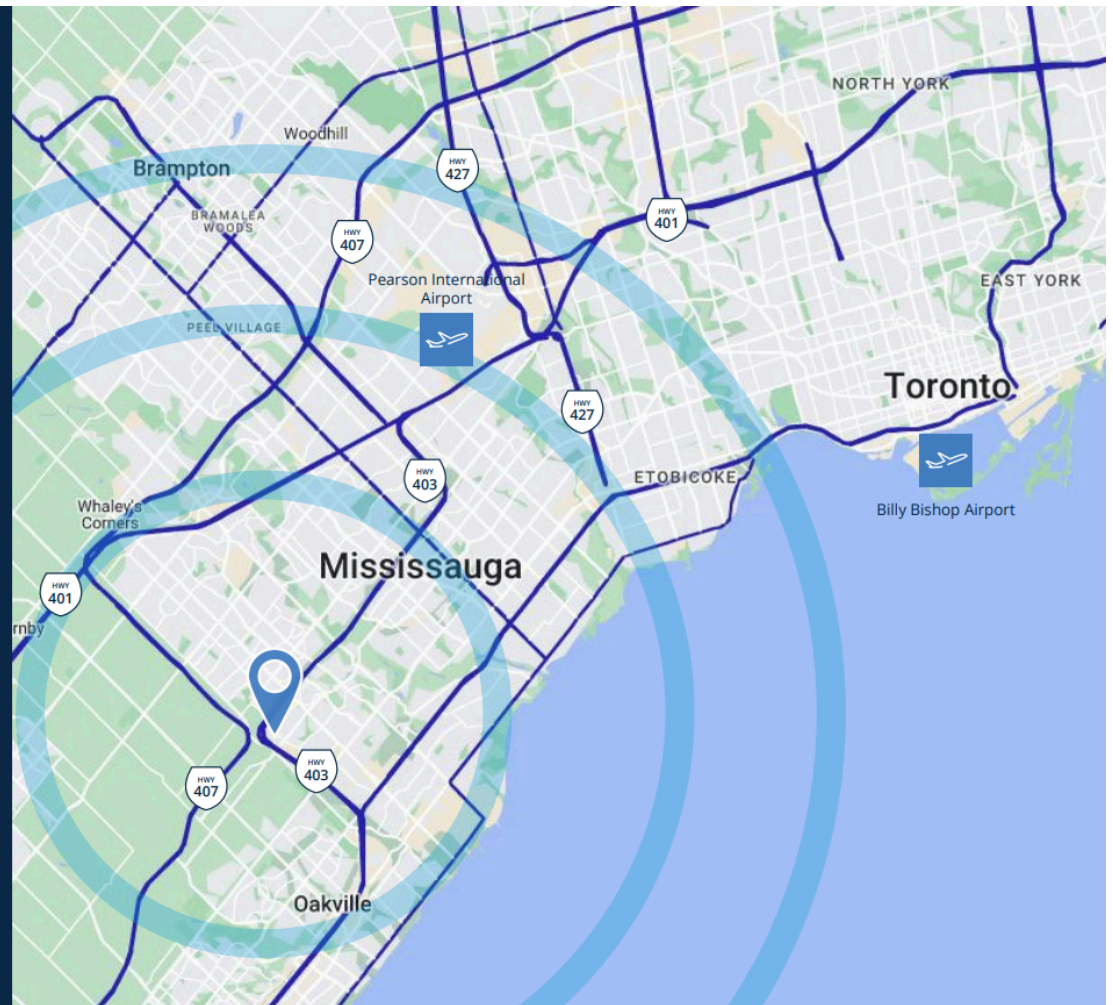 NORTH YORK
Woodhill
HWY
427
Brampton
BRAMALEA
WOODS
HWY
401
HWY
407
Pearson International
Airport
EAST YORK
PEEL VILLAGE
Toronto
HWY
427
HWY
403
ETOBICOKE
Whaley's
Corners
Billy Bishop Airport
Mississauga
HWY
401
rnby
HWY
403
HWY
407
Oakville